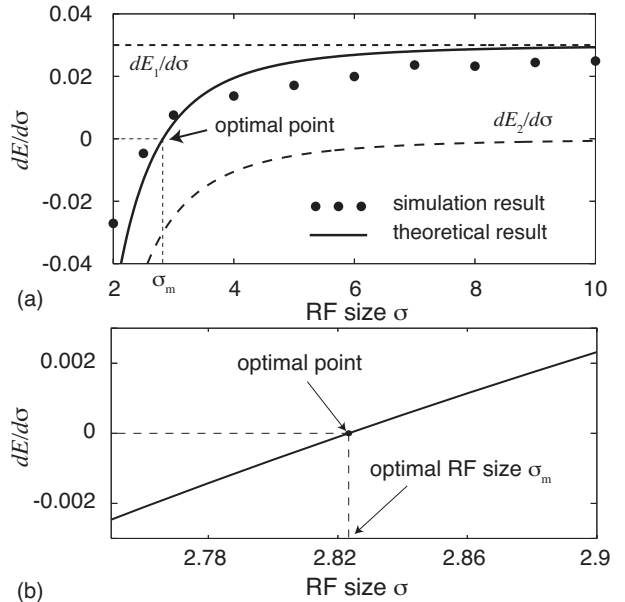 0.04
dE₁/dσ
0.02
optimal point
dE₂/dσ
0
dE/dσ
-0.02
simulation result
theoretical result
-0.04
(a)
2
σₘ
4
6
8
10
RF size σ
0.002
optimal point
0
dE/dσ
optimal RF size σₘ
-0.002
2.78
2.82
2.86
2.9
(b)
RF size σ